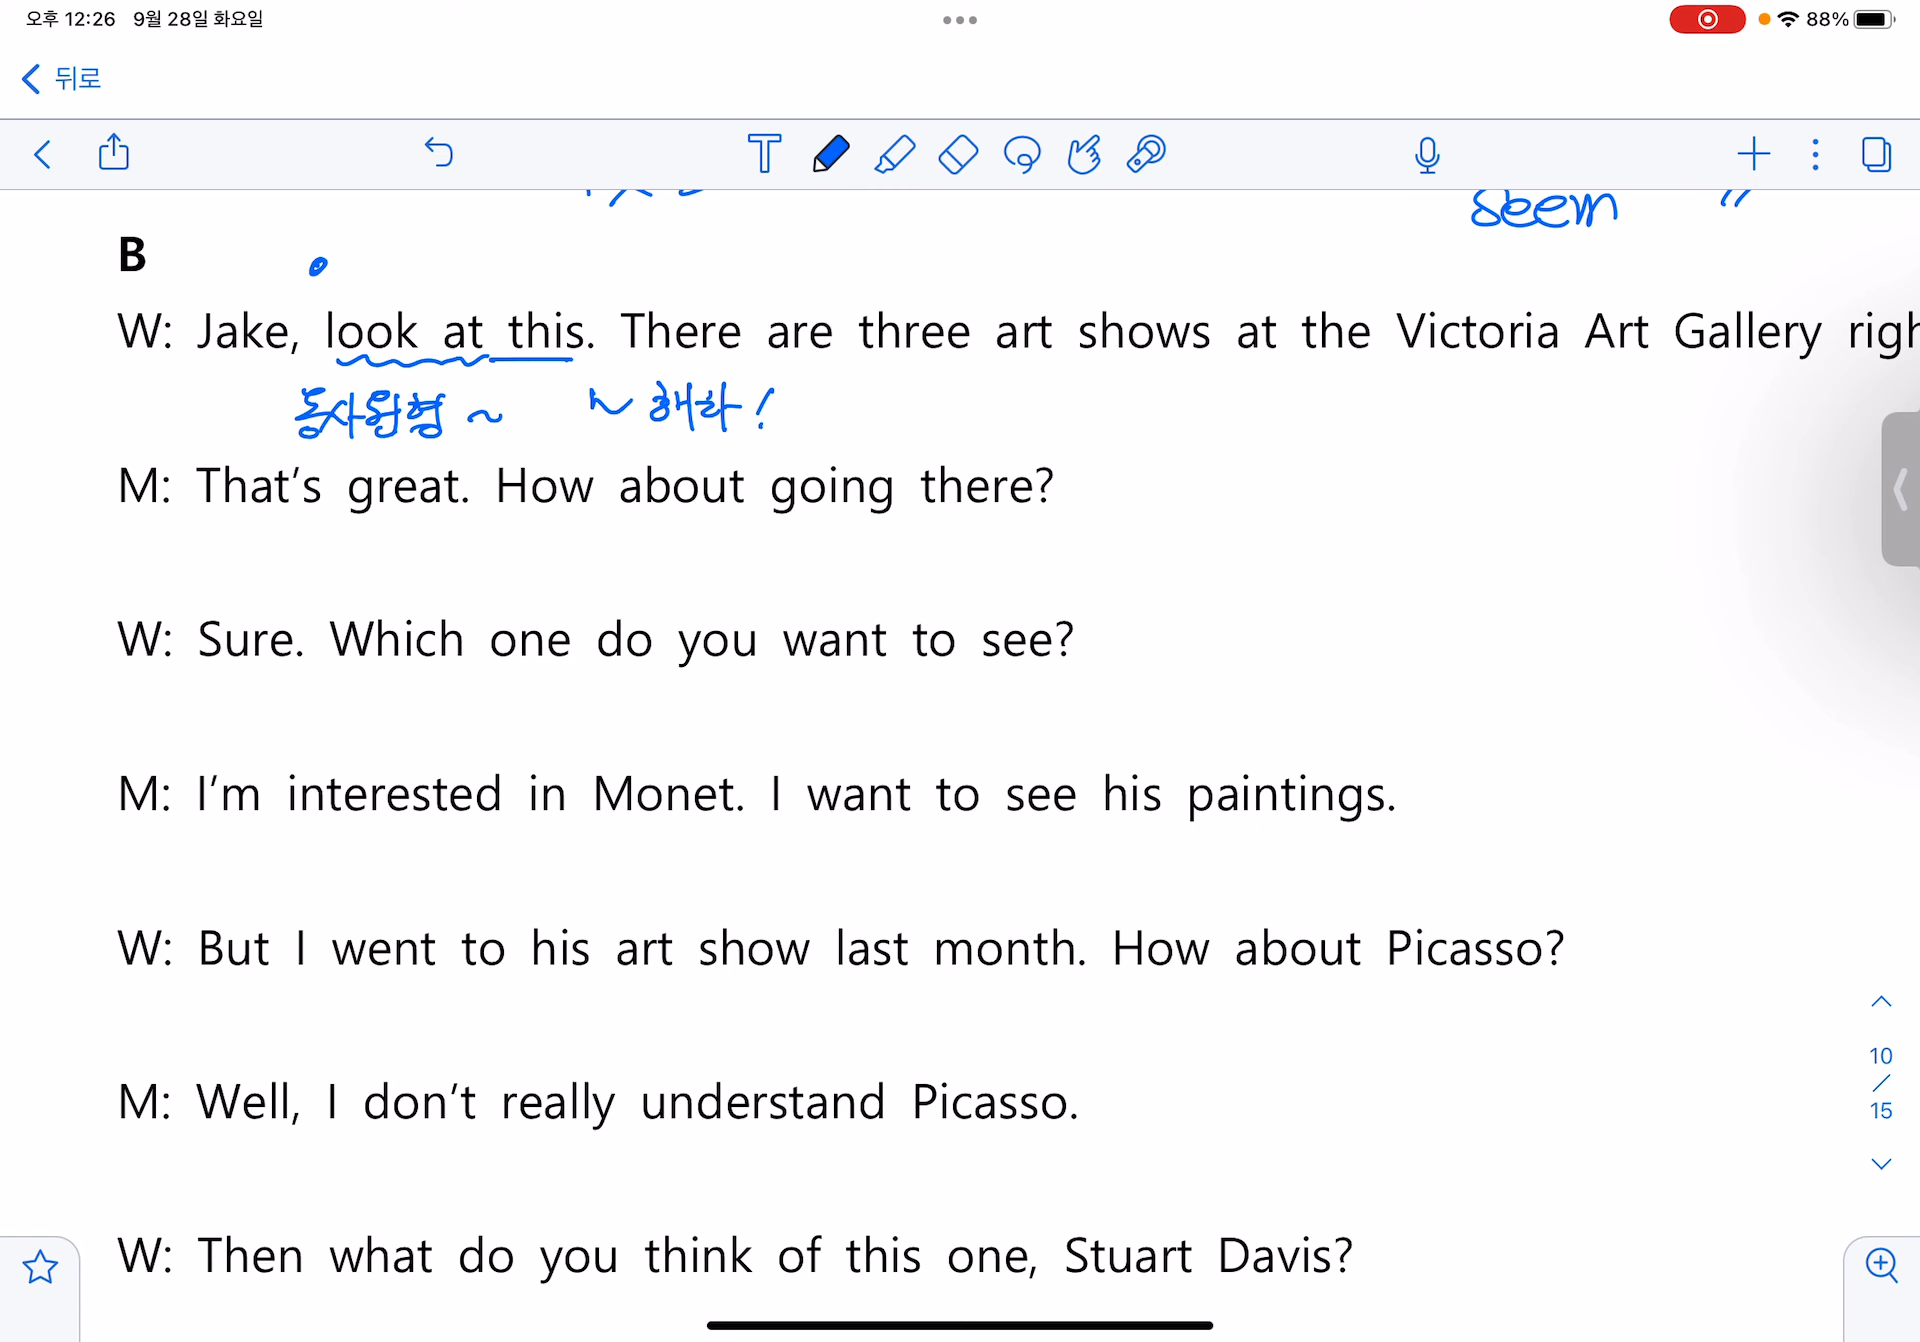 오후 12:26 9월 28일 화요일 88%
뒤로
seem "
B
W: Jake, look at this. There are three art shows at the Victoria Art Gallery righ
동사원형 ~ ~ 해라!
M: That's great. How about going there?
W: Sure. Which one do you want to see?
M: I'm interested in Monet. I want to see his paintings.
W: But I went to his art show last month. How about Picasso?
10
/
15
M: Well, I don't really understand Picasso.
W: Then what do you think of this one, Stuart Davis?